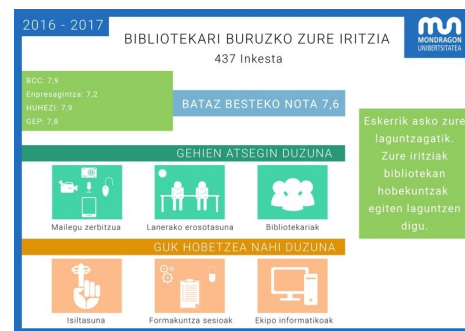 2016 - 2017
BIBLIOTEKARI BURUZKO ZURE IRITZIA
437 Inkesta
MONDRAGON
UNIBERTSITATEA
BCC: 7,9
Enpresagintza: 7,2
HUHEZI: 7,9
GEP: 7,8
BATAZ BESTEKO NOTA 7,6
Eskerrik asko zure
laguntzagatik.
Zure iritziak
bibliotekan
hobekuntzak
egiten laguntzen
digu.
GEHIEN ATSEGIN DUZUNA
Mailegu zerbitzua
Lanerako erosotasuna
Bibliotekariak
GUK HOBETZEA NAHI DUZUNA
Isiltasuna
Formakuntza sesioak
Ekipo informatikoak